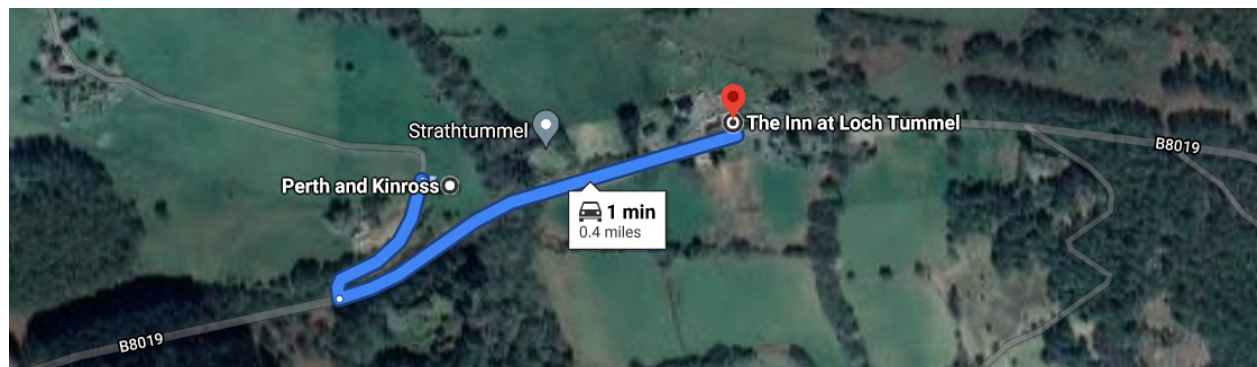 Strathtummel
The Inn at Loch Tummel
B8019
Perth and Kinross
1 min
0.4 miles
B8019